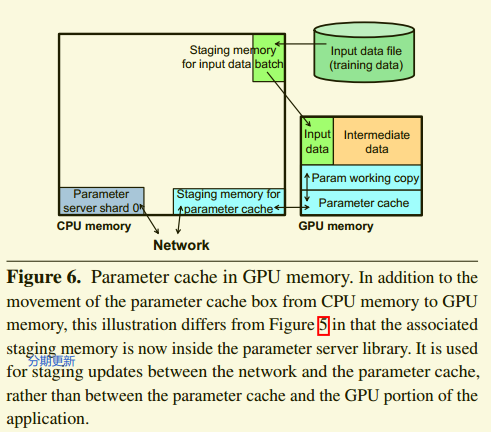 Staging memory
for input data batch
Input data file
(training data)
Input
data
Intermediate
data
Param working copy
Parameter cache
Parameter
server shard 0
Staging memory for
parameter cache
CPU memory
GPU memory
Network
Figure 6. Parameter cache in GPU memory. In addition to the
movement of the parameter cache box from CPU memory to GPU
memory, this illustration differs from Figure 5 in that the associated
staging memory is now inside the parameter server library. It is used
分期更新
for staging updates between the network and the parameter cache,
rather than between the parameter cache and the GPU portion of the
application.